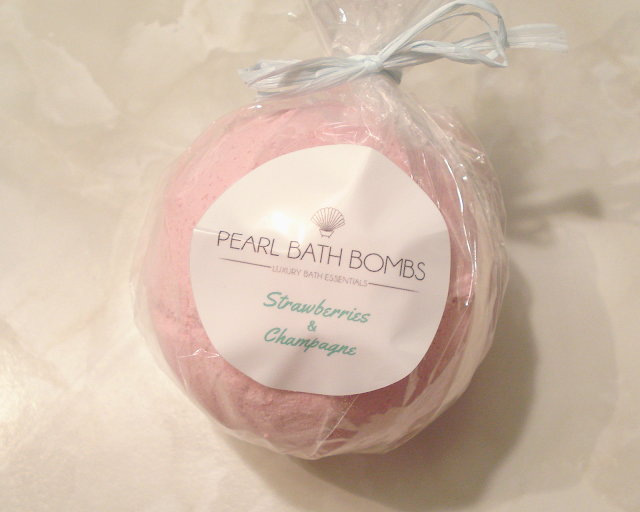 PEARL BATH BOMBS
LUXURY BATH ESSENTIALS
Strawberries
&
Champagne